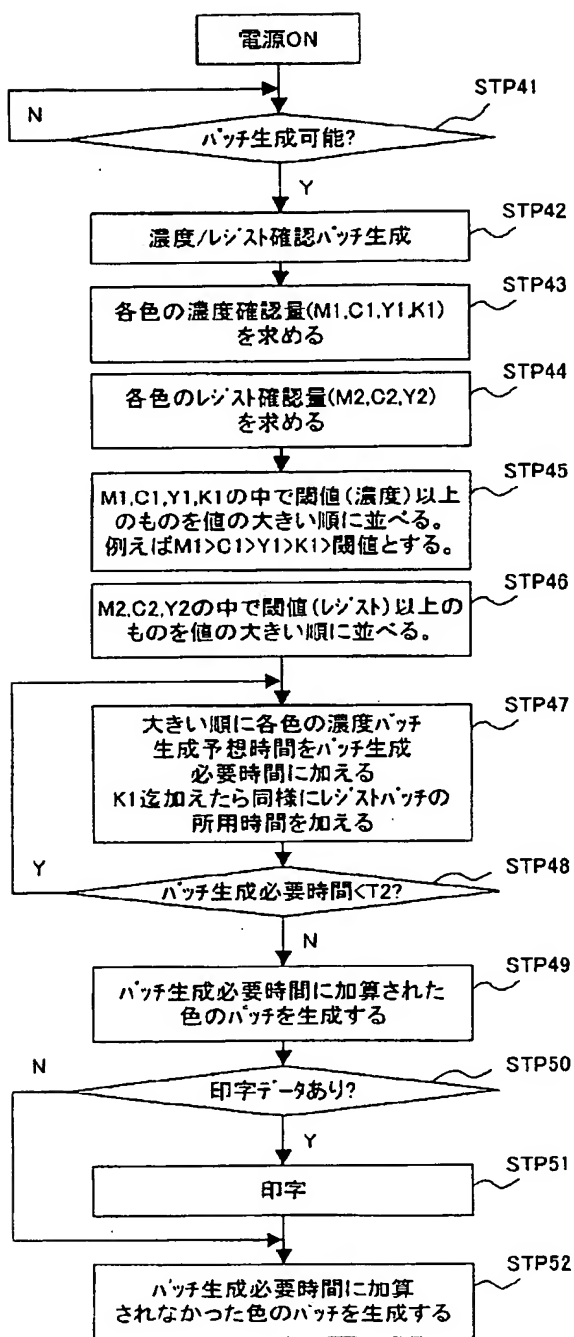 電源ON
STP41
N
パッチ生成可能?
Y
STP42
濃度/レジスト確認パッチ生成
STP43
各色の濃度確認量(M1,C1,Y1,K1)
を求める
STP44
各色のレジスト確認量(M2,C2,Y2)
を求める
STP45
M1,C1,Y1,K1の中で閾値(濃度)以上
のものを値の大きい順に並べる。
例えばM1>C1>Y1>K1>閾値とする。
STP46
M2,C2,Y2の中で閾値(レジスト)以上の
ものを値の大きい順に並べる。
STP47
大きい順に各色の濃度パッチ
生成予想時間をパッチ生成
必要時間に加える
K1迄加えたら同様にレジストパッチの
所用時間を加える
Y
STP48
パッチ生成必要時間<T2?
N
STP49
パッチ生成必要時間に加算された
色のパッチを生成する
N
STP50
印字データあり?
Y
STP51
印字
STP52
パッチ生成必要時間に加算
されなかった色のパッチを生成する